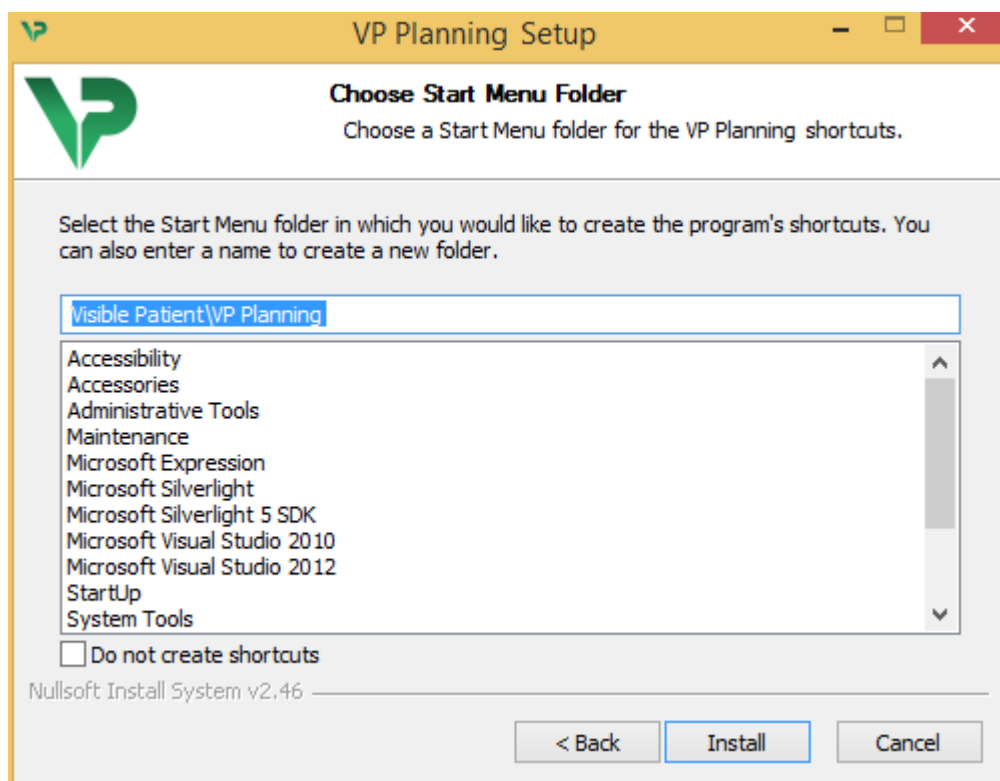 VP Planning Setup
VP
Choose Start Menu Folder
Choose a Start Menu folder for the VP Planning shortcuts.
Select the Start Menu folder in which you would like to create the program's shortcuts. You
can also enter a name to create a new folder.
Visible Patient\VP Planning
Accessibility
Accessories
Administrative Tools
Maintenance
Microsoft Expression
Microsoft Silverlight
Microsoft Silverlight 5 SDK
Microsoft Visual Studio 2010
Microsoft Visual Studio 2012
StartUp
System Tools
Do not create shortcuts
Nullsoft Install System v2.46
< Back
Install
Cancel